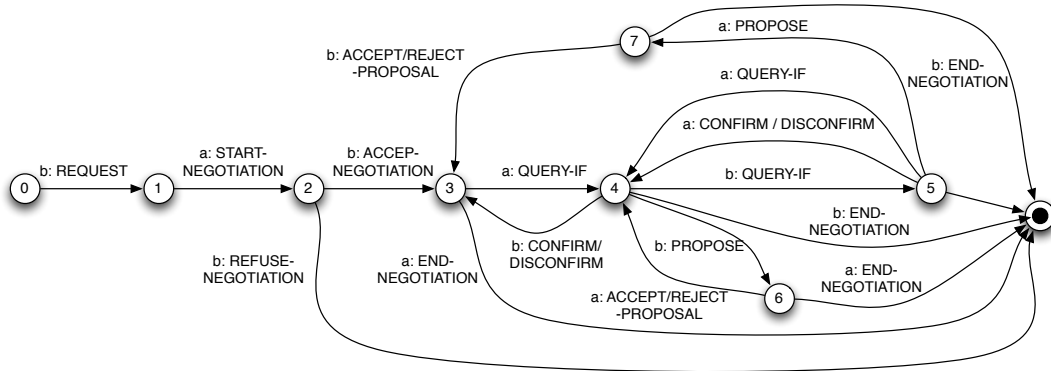 a: PROPOSE
7
b: ACCEPT/REJECT
-PROPOSAL
b: END-
NEGOTIATION
a: QUERY-IF
a: CONFIRM / DISCONFIRM
b: REQUEST
a: START-
NEGOTIATION
b: ACCEP-
NEGOTIATION
a: QUERY-IF
b: QUERY-IF
0
1
2
3
4
5
b: END-
NEGOTIATION
b: REFUSE-
NEGOTIATION
a: END-
NEGOTIATION
b: CONFIRM/
DISCONFIRM
b: PROPOSE
a: END-
NEGOTIATION
6
a: ACCEPT/REJECT
-PROPOSAL